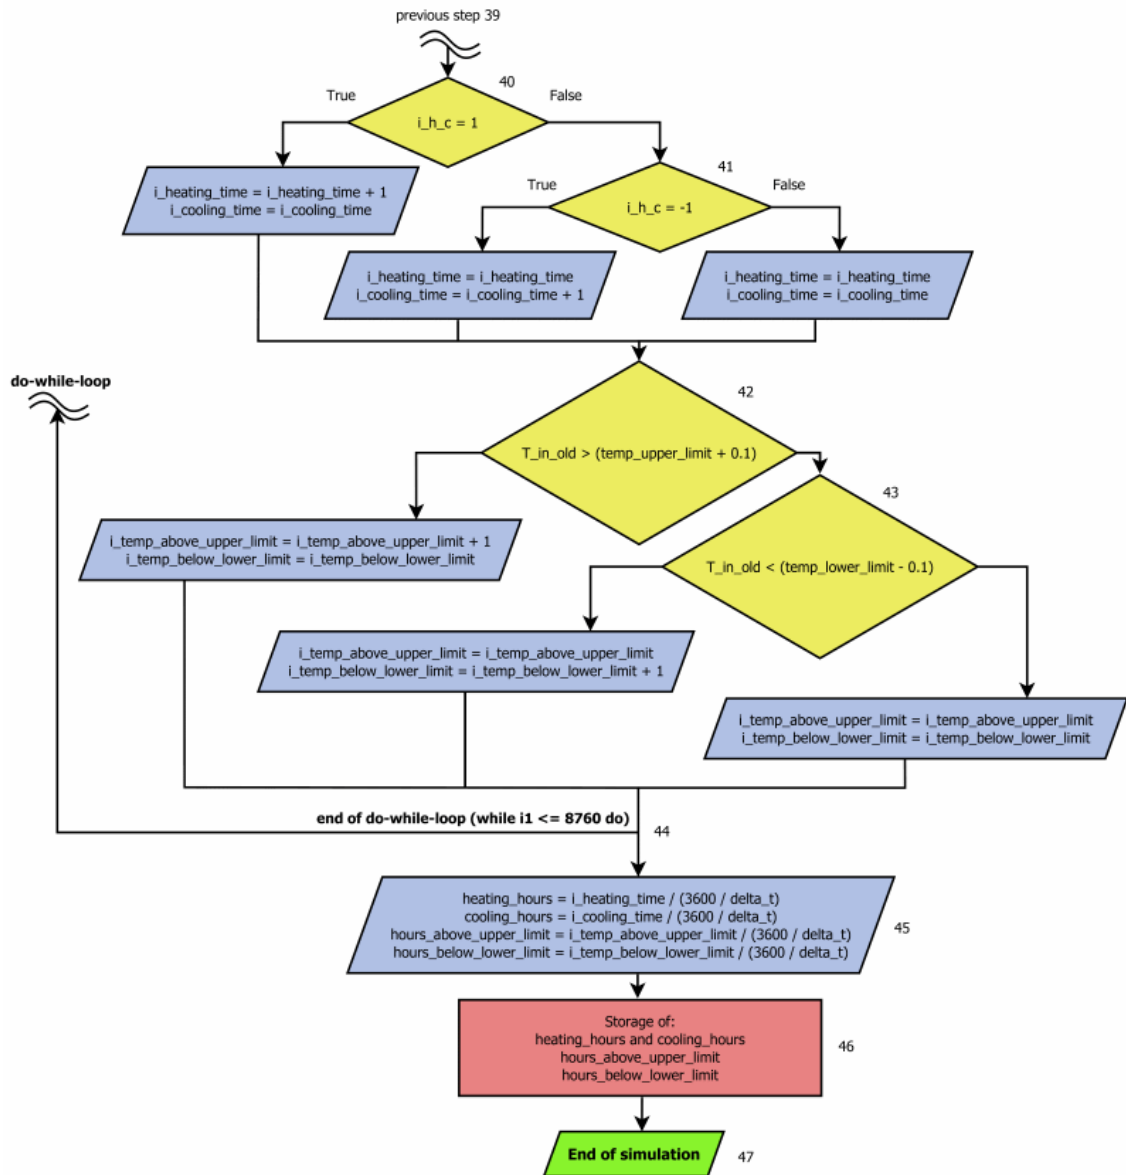 previous step 39
40
True
False
i_h_c = 1
41
i_heating_time = i_heating_time + 1
i_cooling_time = i_cooling_time
True
False
i_h_c = -1
i_heating_time = i_heating_time
i_cooling_time = i_cooling_time + 1
i_heating_time = i_heating_time
i_cooling_time = i_cooling_time
do-while-loop
42
T_in_old > (temp_upper_limit + 0.1)
43
i_temp_above_upper_limit = i_temp_above_upper_limit + 1
i_temp_below_lower_limit = i_temp_below_lower_limit
T_in_old < (temp_lower_limit - 0.1)
i_temp_above_upper_limit = i_temp_above_upper_limit
i_temp_below_lower_limit = i_temp_below_lower_limit + 1
i_temp_above_upper_limit = i_temp_above_upper_limit
i_temp_below_lower_limit = i_temp_below_lower_limit
end of do-while-loop (while i1 <= 8760 do)
44
heating_hours = i_heating_time / (3600 / delta_t)
cooling_hours = i_cooling_time / (3600 / delta_t)
hours_above_upper_limit = i_temp_above_upper_limit / (3600 / delta_t)
hours_below_lower_limit = i_temp_below_lower_limit / (3600 / delta_t)
45
Storage of:
heating_hours and cooling_hours
hours_above_upper_limit
hours_below_lower_limit
46
End of simulation
47